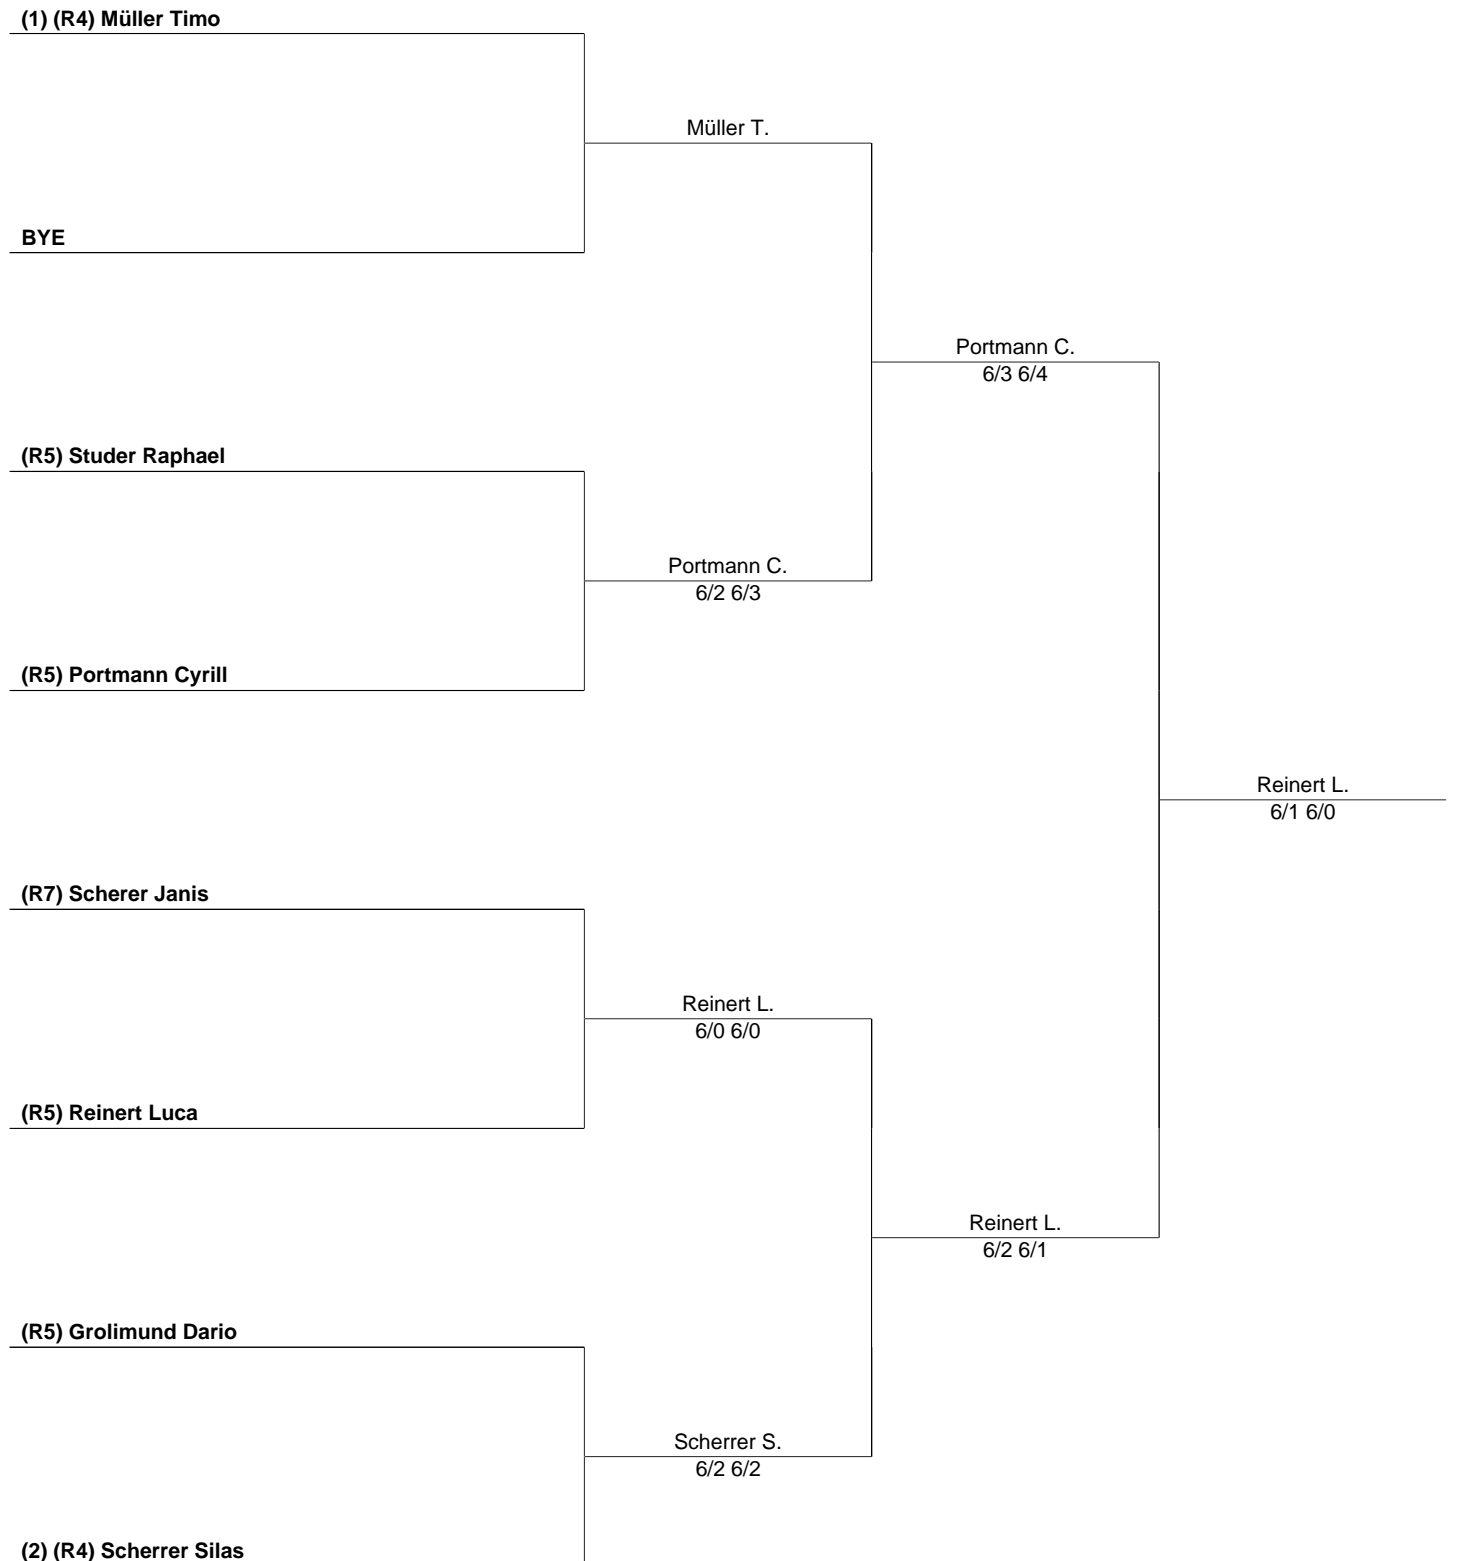 (1) (R4) Müller Timo
Müller T.
BYE
Portmann C.
6/3 6/4
(R5) Studer Raphael
Portmann C.
6/2 6/3
(R5) Portmann Cyrill
Reinert L.
6/1 6/0
(R7) Scherer Janis
Reinert L.
6/0 6/0
(R5) Reinert Luca
Reinert L.
6/2 6/1
(R5) Grolimund Dario
Scherrer S.
6/2 6/2
(2) (R4) Scherrer Silas